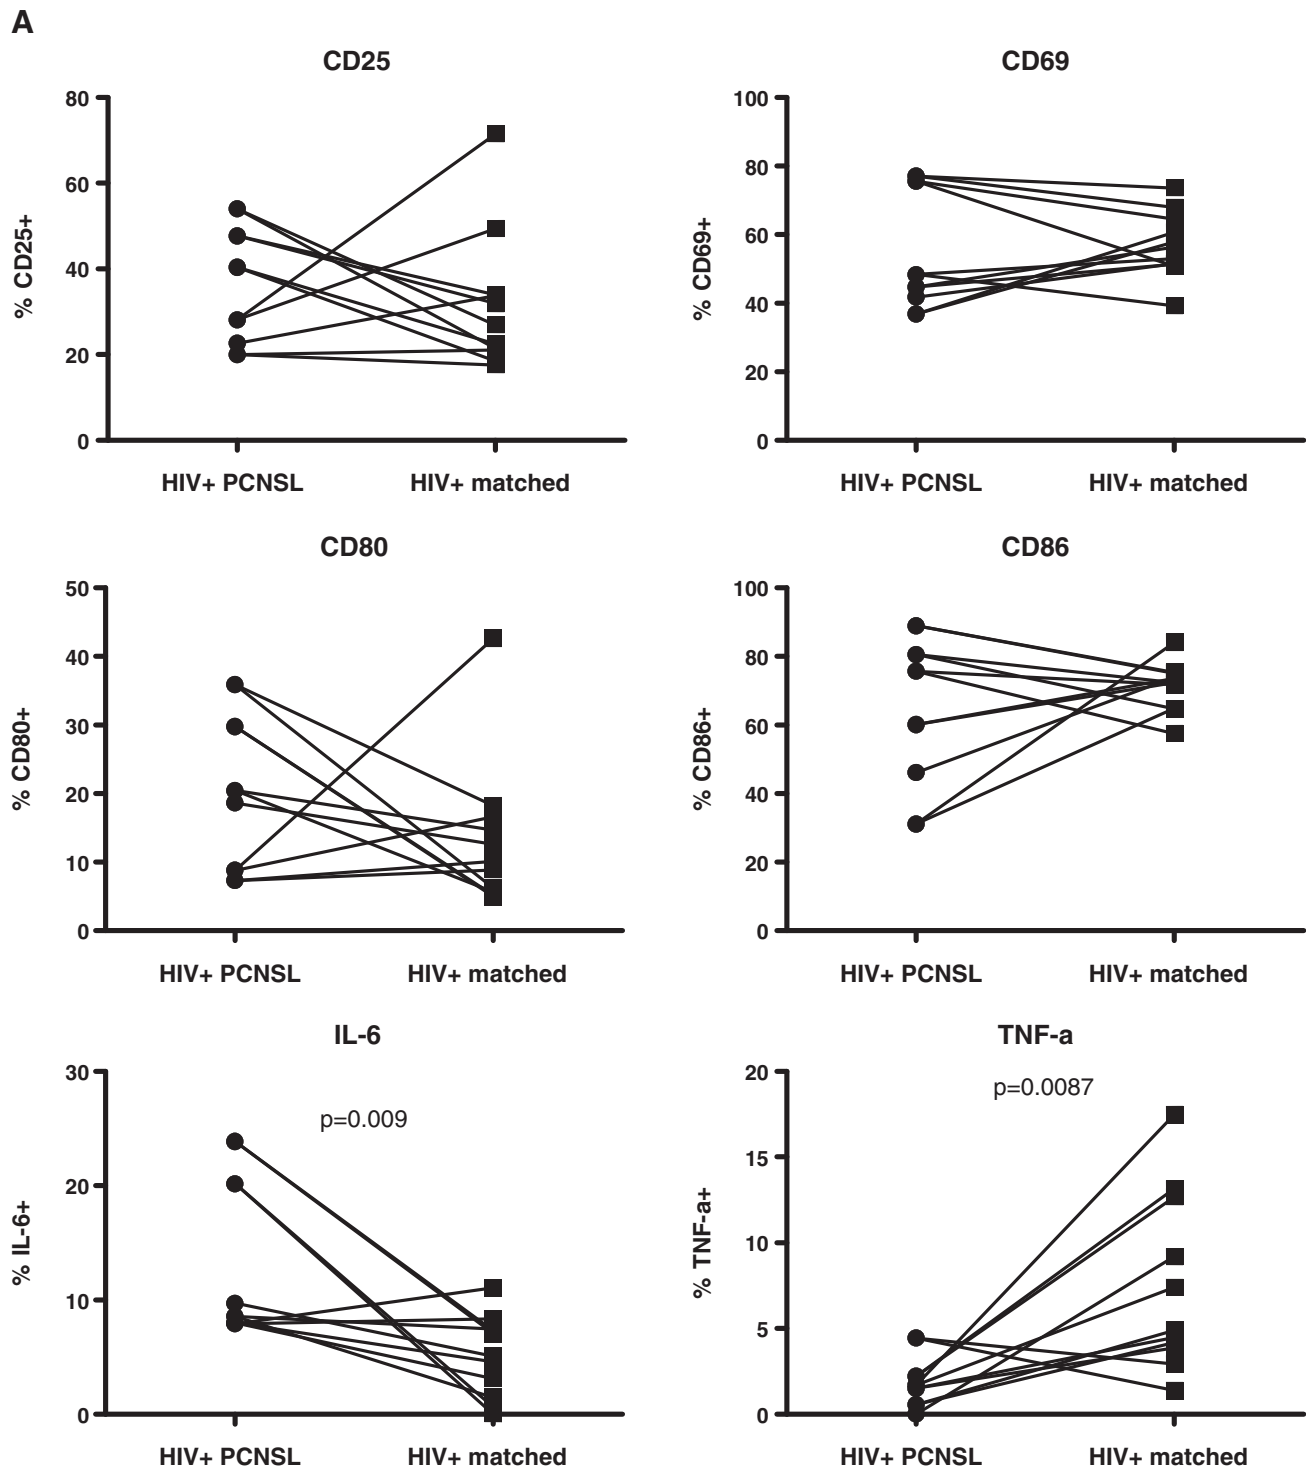 A
CD25
80
60
40
20
0
% CD25+
HIV+ PCNSL
HIV+ matched
CD69
100
80
60
40
20
0
% CD69+
HIV+ PCNSL
HIV+ matched
CD80
50
40
30
20
10
0
% CD80+
HIV+ PCNSL
HIV+ matched
CD86
100
80
60
40
20
0
% CD86+
HIV+ PCNSL
HIV+ matched
IL-6
p=0.009
30
20
10
0
% IL-6+
HIV+ PCNSL
HIV+ matched
TNF-a
p=0.0087
20
15
10
5
0
% TNF-a+
HIV+ PCNSL
HIV+ matched